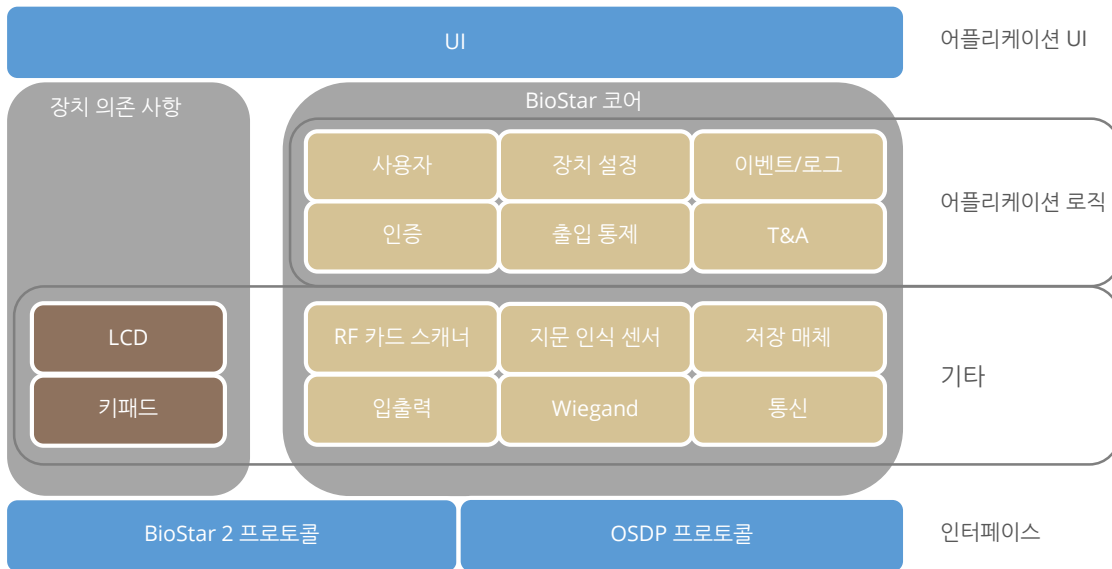 UI
어플리케이션 UI
장치 의존 사항
BioStar 코어
사용자
장치 설정
이벤트/로그
인증
출입 통제
T&A
어플리케이션 로직
LCD
RF 카드 스캐너
지문 인식 센서
저장 매체
키패드
입출력
Wiegand
통신
기타
BioStar 2 프로토콜
OSDP 프로토콜
인터페이스